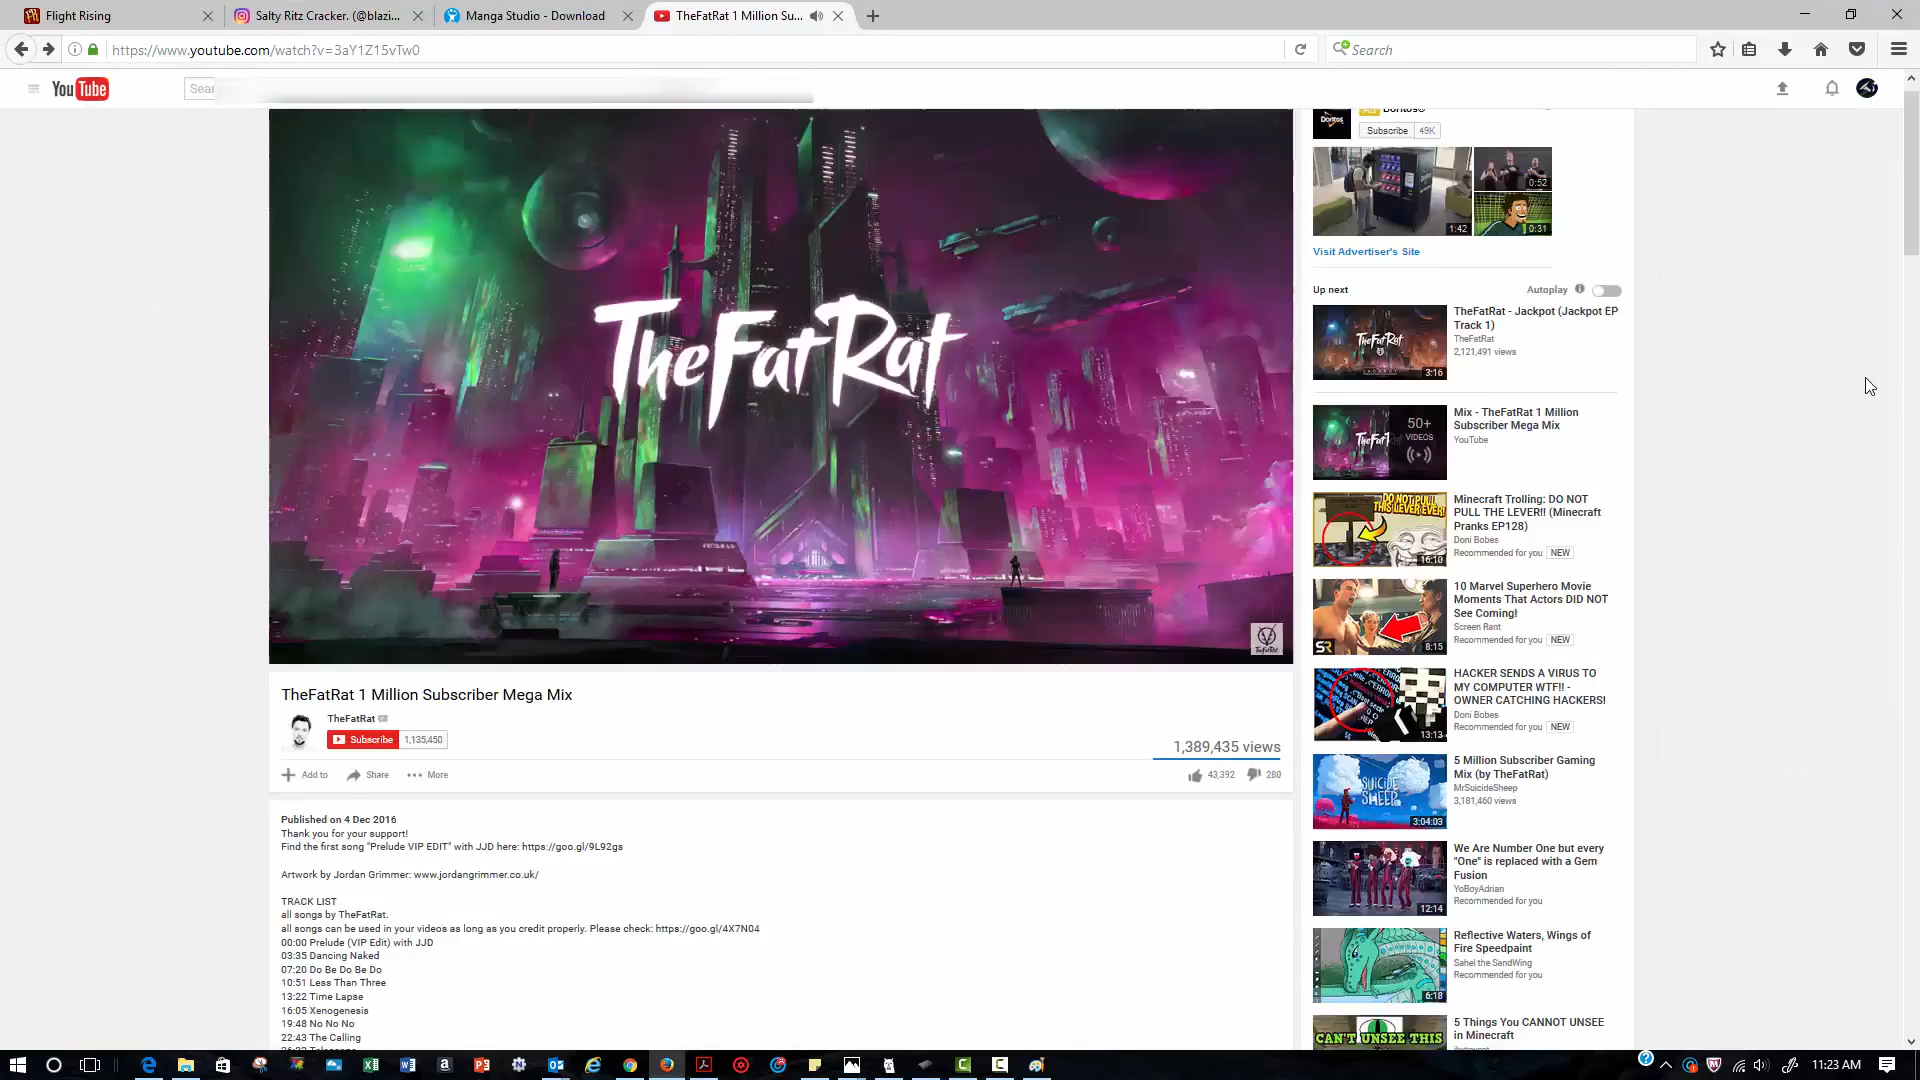 Flight Rising
Salty Ritz Cracker. (@blazi...
Manga Studio - Download
TheFatRat 1 Million Su...
https://www.youtube.com/watch?v=3aY1Z15vTw0
Search
YouTube
Sear
Doritos
Subscribe 49K
1:42
0:52
0:31
Visit Advertiser's Site
Up next
Autoplay
TheFatRat
TheFatRat - Jackpot (Jackpot EP
Track 1)
TheFatRat
2,121,491 views
3:16
Mix - TheFatRat 1 Million
Subscriber Mega Mix
YouTube
50+
VIDEOS
DO NOT PULL
THIS LEVER EVER!
Minecraft Trolling: DO NOT
PULL THE LEVER!! (Minecraft
Pranks EP128)
Doni Bobes
Recommended for you NEW
16:10
10 Marvel Superhero Movie
Moments That Actors DID NOT
See Coming!
Screen Rant
Recommended for you NEW
SR
8:15
HACKER SENDS A VIRUS TO
MY COMPUTER WTF!! -
OWNER CATCHING HACKERS!
Doni Bobes
Recommended for you NEW
13:13
5 Million Subscriber Gaming
Mix (by TheFatRat)
MrSuicideSheep
3,181,460 views
SUICIDE
SHEEP
3:04:03
We Are Number One but every
"One" is replaced with a Gem
Fusion
YoBoyAdrian
Recommended for you
12:14
Reflective Waters, Wings of
Fire Speedpaint
Sahel the SandWing
Recommended for you
6:18
5 Things You CANNOT UNSEE
in Minecraft
CAN'T UNSEE THIS
TheFatRat 1 Million Subscriber Mega Mix
TheFatRat
Subscribe 1,135,450
1,389,435 views
Add to
Share
More
43,392
280
Published on 4 Dec 2016
Thank you for your support!
Find the first song "Prelude VIP EDIT" with JJD here: https://goo.gl/9L92gs
Artwork by Jordan Grimmer: www.jordangrimmer.co.uk/
TRACK LIST
all songs by TheFatRat.
all songs can be used in your videos as long as you credit properly. Please check: https://goo.gl/4X7N04
00:00 Prelude (VIP Edit) with JJD
03:35 Dancing Naked
07:20 Do Be Do Be Do
10:51 Less Than Three
13:22 Time Lapse
16:05 Xenogenesis
19:48 No No No
22:43 The Calling
11:23 AM